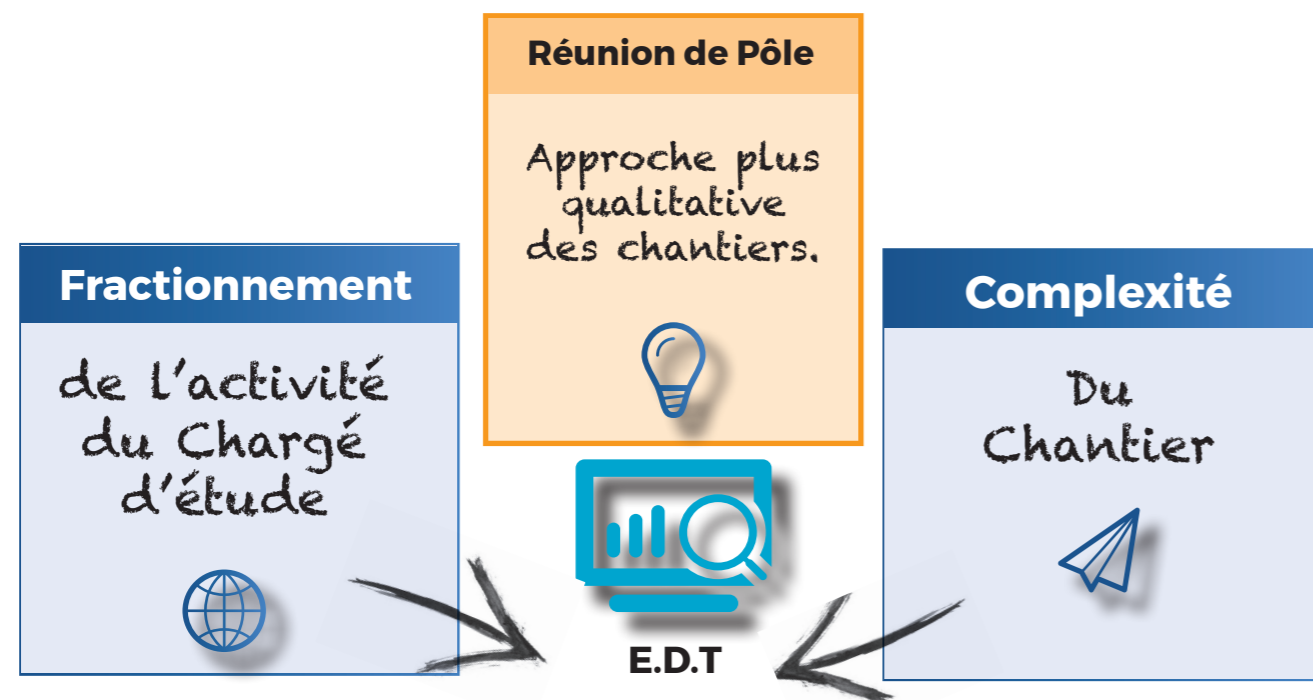 Réunion de Pôle
Approche plus
qualitative
des chantiers.
Fractionnement
de l'activité
du Chargé
d'étude
Complexité
Du
Chantier
E.D.T